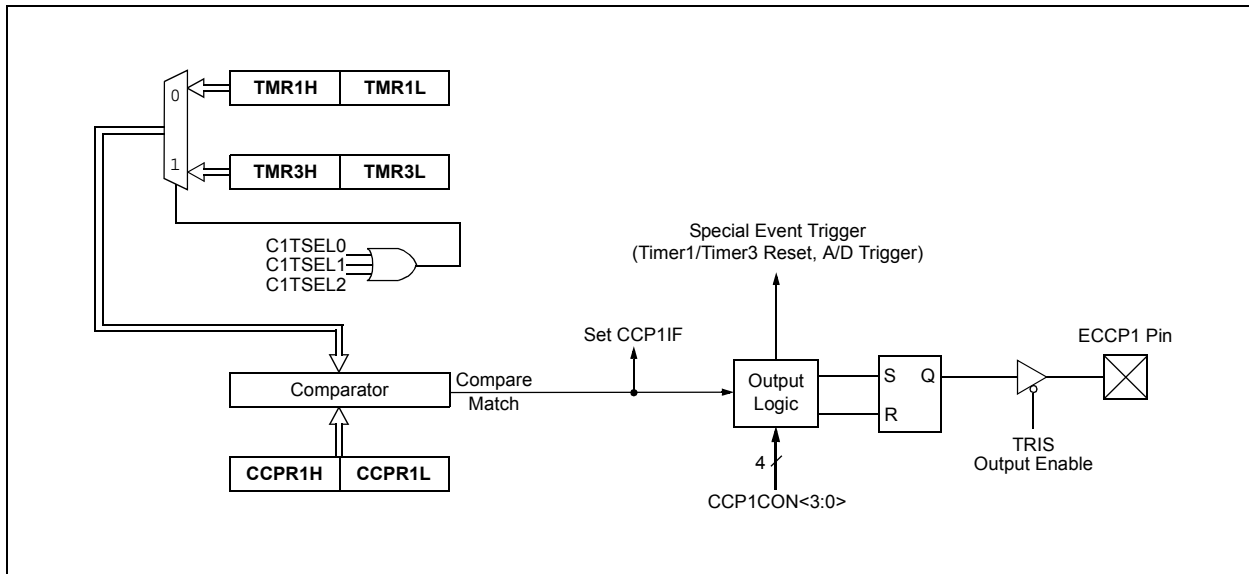 0
TMR1H TMR1L
1
TMR3H TMR3L
C1TSEL0
C1TSEL1
C1TSEL2
Special Event Trigger
(Timer1/Timer3 Reset, A/D Trigger)
Set CCP1IF
ECCP1 Pin
Comparator
Compare
Match
Output
Logic
S Q
R
TRIS
Output Enable
CCPR1H CCPR1L
4
CCP1CON<3:0>